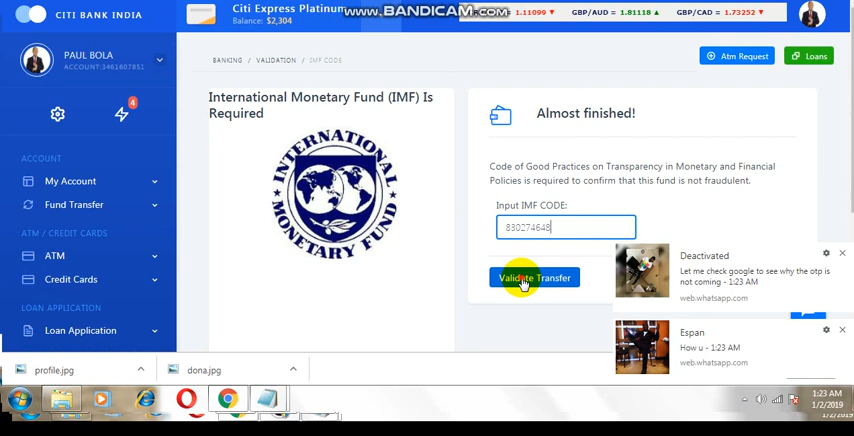 CITI BANK INDIA
Citi Express Platinum
Balance: $2,304
www.BANDICAM.com
1.11099 GBP/AUD = 1.81118 GBP/CAD = 1.73252
PAUL BOLA
ACCOUNT:3461607851
BANKING / VALIDATION / IMF CODE
Atm Request
Loans
4
International Monetary Fund (IMF) Is
Required
INTERNATIONAL
MONETARY FUND
Almost finished!
Code of Good Practices on Transparency in Monetary and Financial
Policies is required to confirm that this fund is not fraudulent.
Input IMF CODE:
830274648
Validate Transfer
ACCOUNT
My Account
Fund Transfer
ATM / CREDIT CARDS
ATM
Credit Cards
LOAN APPLICATION
Loan Application
Deactivated
Let me check google to see why the otp is
not coming - 1:23 AM
web.whatsapp.com
Espan
How u - 1:23 AM
web.whatsapp.com
profile.jpg
dona.jpg
1:23 AM
1/2/2019